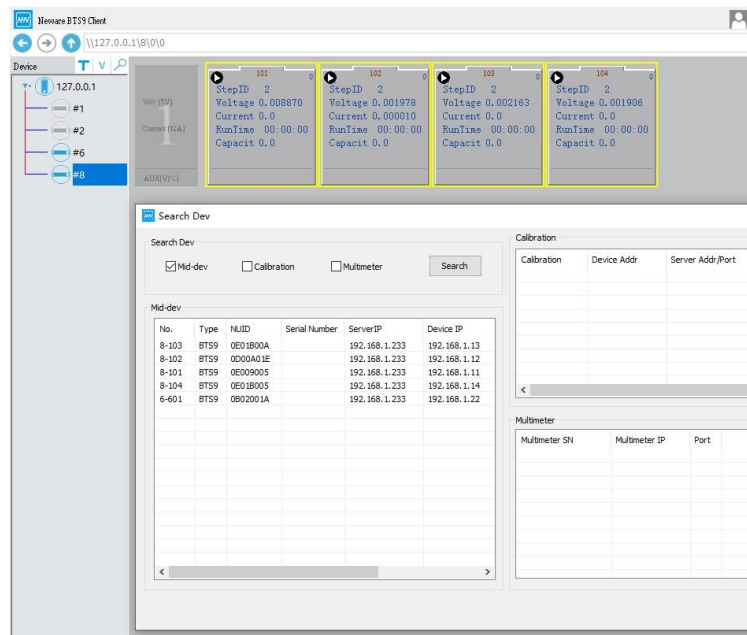 Neware BTS9 Client
\\127.0.0.1\8\0\0
Device T V
127.0.0.1
#1
#2
#6
#8
Volt (5V)
1
Current (12A)
AUX(V/℃)
101 0
StepID 2
Voltage 0.008870
Current 0.0
RunTime 00:00:00
Capacit 0.0
102 0
StepID 2
Voltage 0.001978
Current 0.000010
RunTime 00:00:00
Capacit 0.0
103 0
StepID 2
Voltage 0.002163
Current 0.0
RunTime 00:00:00
Capacit 0.0
104 0
StepID 2
Voltage 0.001906
Current 0.0
RunTime 00:00:00
Capacit 0.0
Search Dev
Search Dev
Mid-dev Calibration Multimeter Search
Mid-dev
No. Type NUID Serial Number ServerIP Device IP
8-103 BTS9 0E01B00A 192.168.1.233 192.168.1.13
8-102 BTS9 0D00A01E 192.168.1.233 192.168.1.12
8-101 BTS9 0E009005 192.168.1.233 192.168.1.11
8-104 BTS9 0E01B005 192.168.1.233 192.168.1.14
6-601 BTS9 0B02001A 192.168.1.233 192.168.1.22
Calibration
Calibration Device Addr Server Addr/Port
Multimeter
Multimeter SN Multimeter IP Port